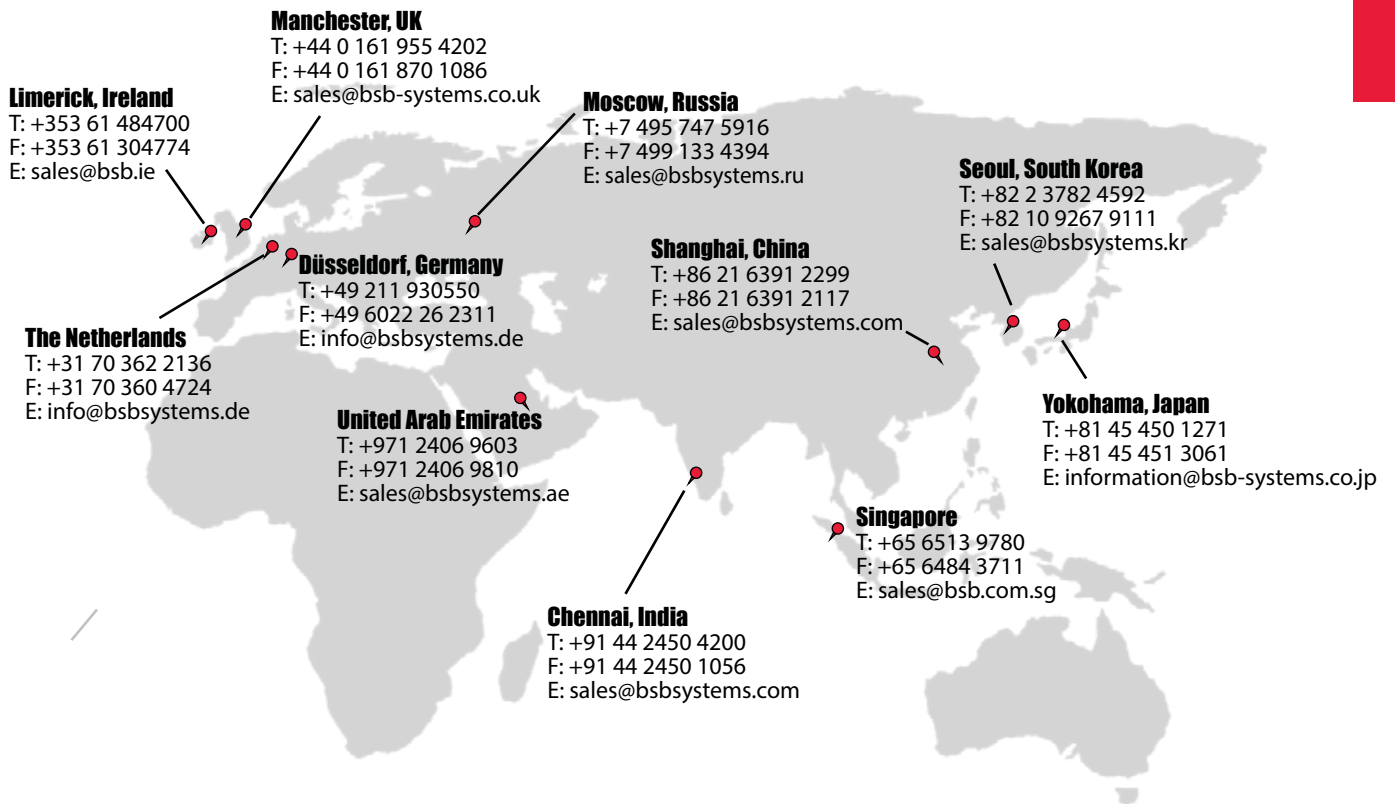 Manchester, UK
T: +44 0 161 955 4202
F: +44 0 161 870 1086
E: sales@bsb-systems.co.uk
Limerick, Ireland
T: +353 61 484700
F: +353 61 304774
E: sales@bsb.ie
Moscow, Russia
T: +7 495 747 5916
F: +7 499 133 4394
E: sales@bsbsystems.ru
Seoul, South Korea
T: +82 2 3782 4592
F: +82 10 9267 9111
E: sales@bsbsystems.kr
Shanghai, China
T: +86 21 6391 2299
F: +86 21 6391 2117
E: sales@bsbsystems.com
Düsseldorf, Germany
T: +49 211 930550
F: +49 6022 26 2311
E: info@bsbsystems.de
The Netherlands
T: +31 70 362 2136
F: +31 70 360 4724
E: info@bsbsystems.de
United Arab Emirates
T: +971 2406 9603
F: +971 2406 9810
E: sales@bsbsystems.ae
Yokohama, Japan
T: +81 45 450 1271
F: +81 45 451 3061
E: information@bsb-systems.co.jp
Singapore
T: +65 6513 9780
F: +65 6484 3711
E: sales@bsb.com.sg
Chennai, India
T: +91 44 2450 4200
F: +91 44 2450 1056
E: sales@bsbsystems.com